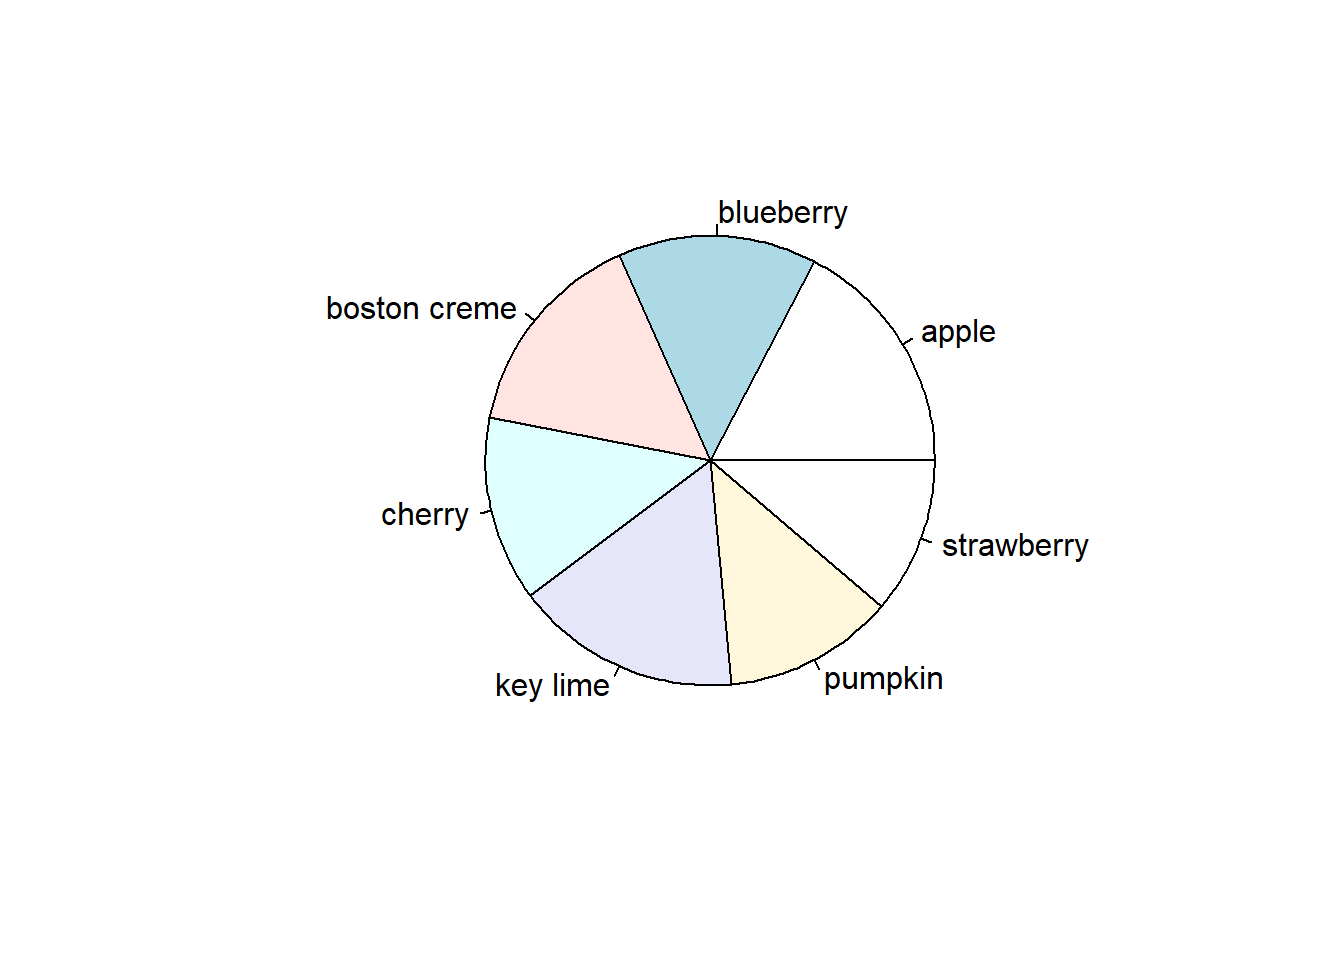 blueberry
boston creme
apple
cherry
strawberry
key lime
pumpkin